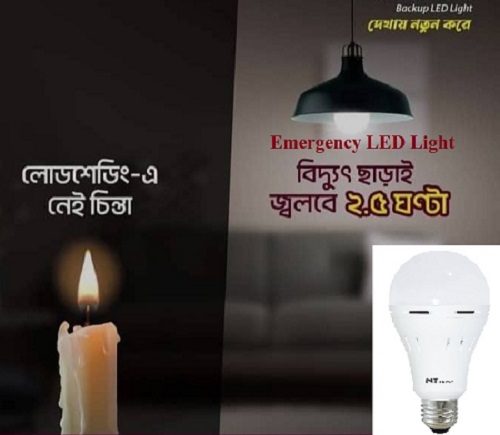 Backup LED Light
দেখায় নতুন করে
Emergency LED Light
লোডশেডিং-এ
নেই চিন্তা
বিদ্যুৎ ছাড়াই
জ্বলবে ২.৫ ঘণ্টা